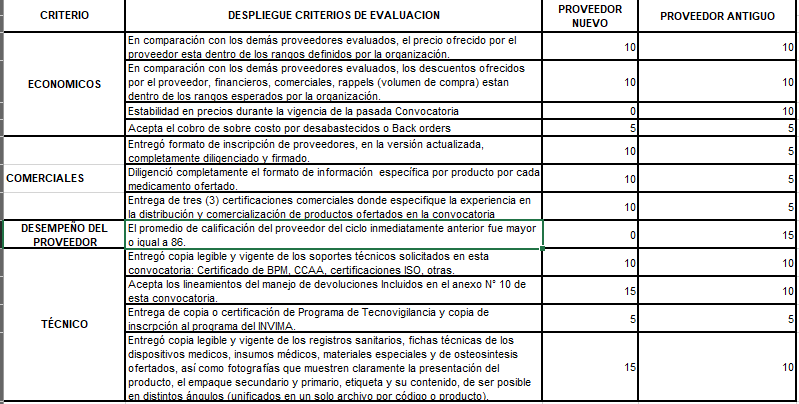 CRITERIO DESPLIEGUE CRITERIOS DE EVALUACION PROVEEDOR NUEVO PROVEEDOR ANTIGUO
ECONOMICOS
En comparación con los demás proveedores evaluados, el precio ofrecido por el
proveedor esta dentro de los rangos definidos por la organización. 10 10
En comparación con los demás proveedores evaluados, los descuentos ofrecidos
por el proveedor, financieros, comerciales, rappels (volumen de compra) estan
dentro de los rangos esperados por la organización. 10 10
Estabilidad en precios durante la vigencia de la pasada Convocatoria 0 10
Acepta el cobro de sobre costo por desabastecidos o Back orders 5 5
COMERCIALES
Entregó formato de inscripción de proveedores, en la versión actualizada,
completamente diligenciado y firmado. 10 5
Diligenció completamente el formato de información específica por producto por cada
medicamento ofertado. 10 5
Entrega de tres (3) certificaciones comerciales donde especifique la experiencia en
la distribución y comercialización de productos ofertados en la convocatoria 10 5
DESEMPEÑO DEL
PROVEEDOR
El promedio de calificación del proveedor del ciclo inmediatamente anterior fue mayor
o igual a 86. 0 15
TÉCNICO
Entregó copia legible y vigente de los soportes técnicos solicitados en esta
convocatoria: Certificado de BPM, CCAA, certificaciones ISO, otras. 10 10
Acepta los lineamientos del manejo de devoluciones Incluidos en el anexo N° 10 de
esta convocatoria. 15 10
Entrega de copia o certificación de Programa de Tecnovigilancia y copia de
inscrpción al programa del INVIMA. 5 5
Entregó copia legible y vigente de los registros sanitarios, fichas técnicas de los
dispositivos medicos, insumos médicos, materiales especiales y de osteosintesis
ofertados, así como fotografías que muestren claramente la presentación del
producto, el empaque secundario y primario, etiqueta y su contenido, de ser posible
en distintos ángulos (unificados en un solo archivo por código o producto). 15 10